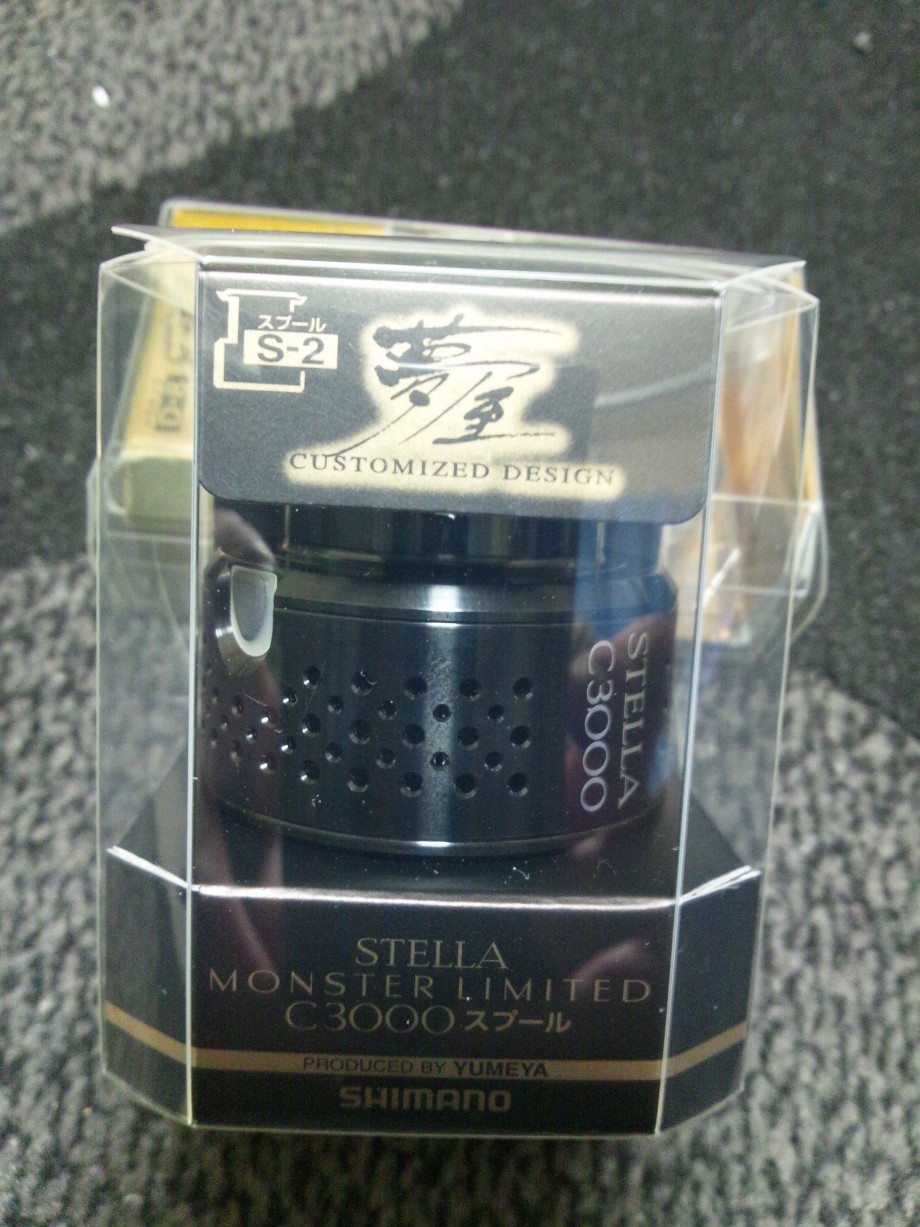 スプール
S-2
夢屋
CUSTOMIZED DESIGN
STELLA
C3000
STELLA
MONSTER LIMITED
C3000スプール
PRODUCED BY YUMEYA
SHIMANO